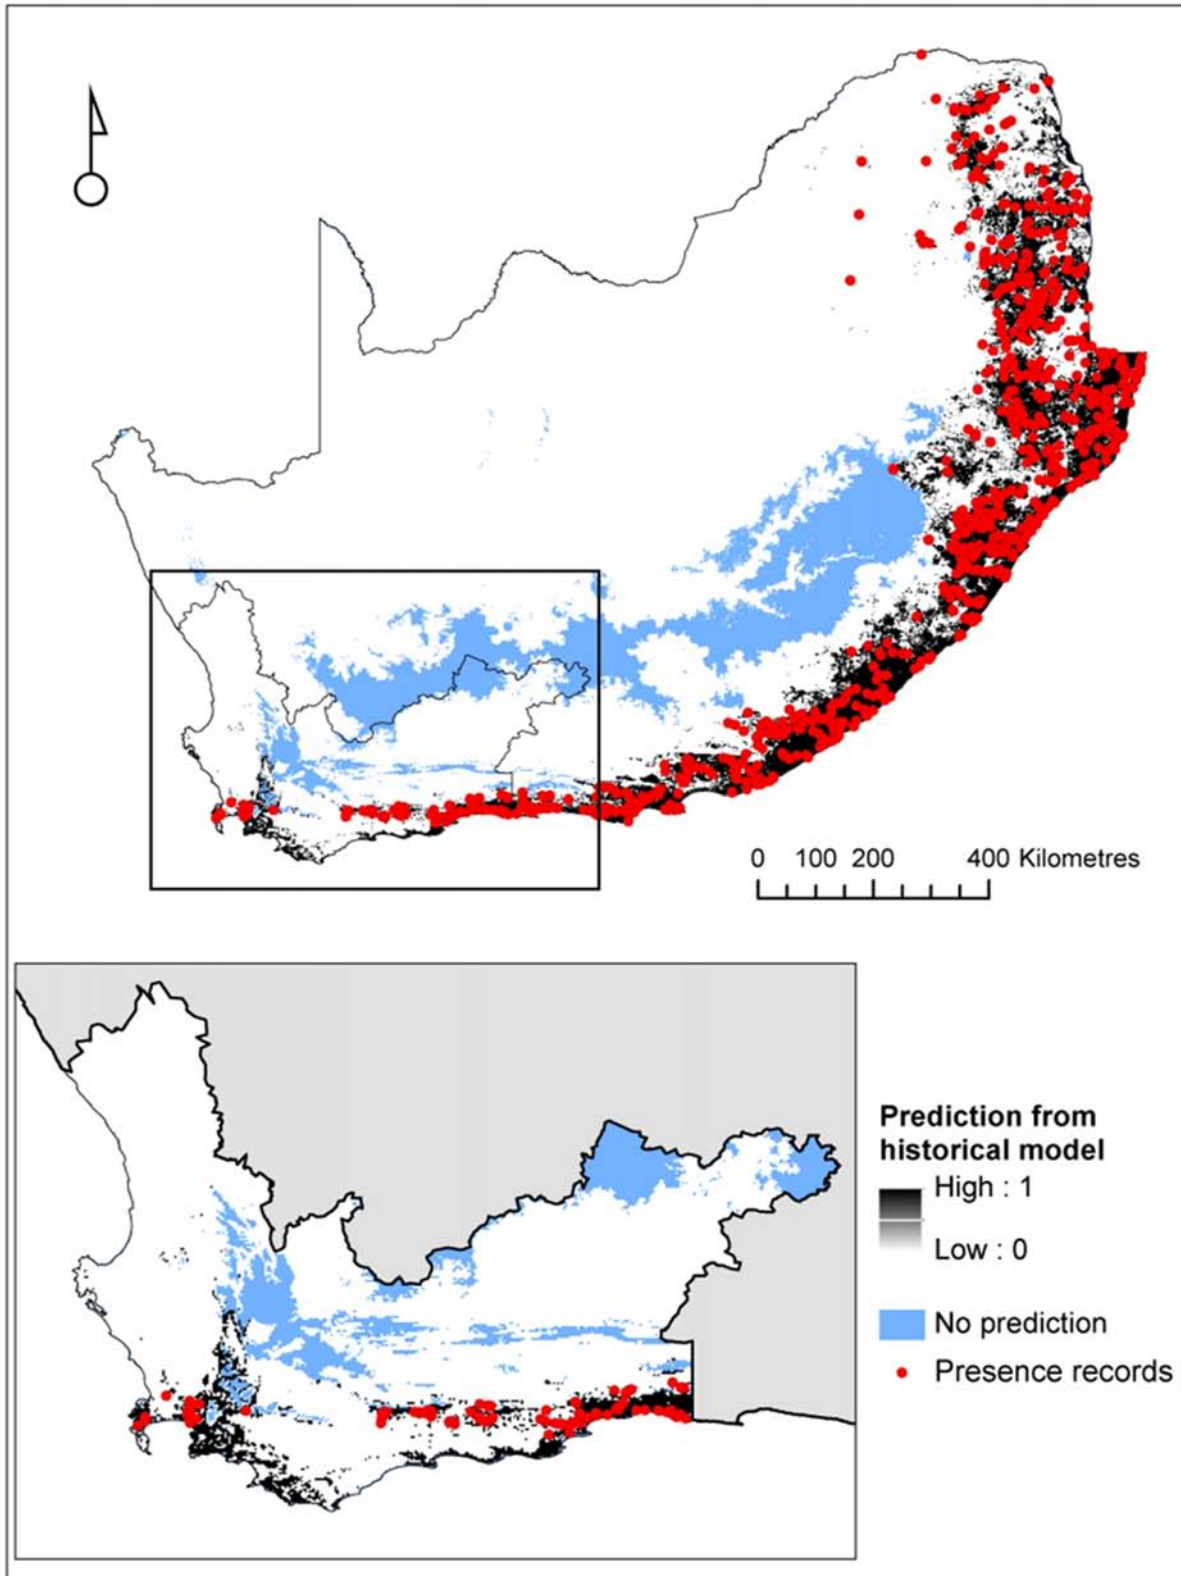 0 100 200 400 Kilometres
Prediction from
historical model
High : 1
Low : 0
No prediction
Presence records